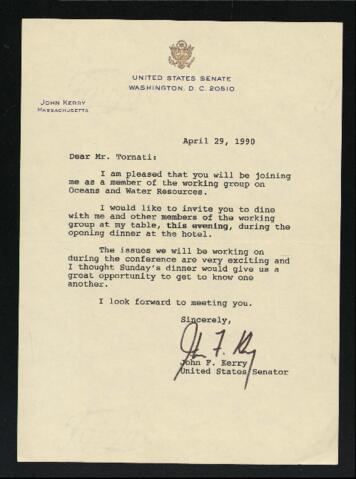 UNITED STATES SENATE
WASHINGTON, D. C. 20510
JOHN KERRY
MASSACHUSETTS
April 29, 1990
Dear Mr. Tornati:
I am pleased that you will be joining
me as a member of the working group on
Oceans and Water Resources.
I would like to invite you to dine
with me and other members of the working
group at my table, this evening, during the
opening dinner at the hotel.
The issues we will be working on
during the conference are very exciting and
I thought Sunday's dinner would give us a
great opportunity to get to know one
another.
I look forward to meeting you.
Sincerely,
John F. Kerry
John F. Kerry
United States Senator